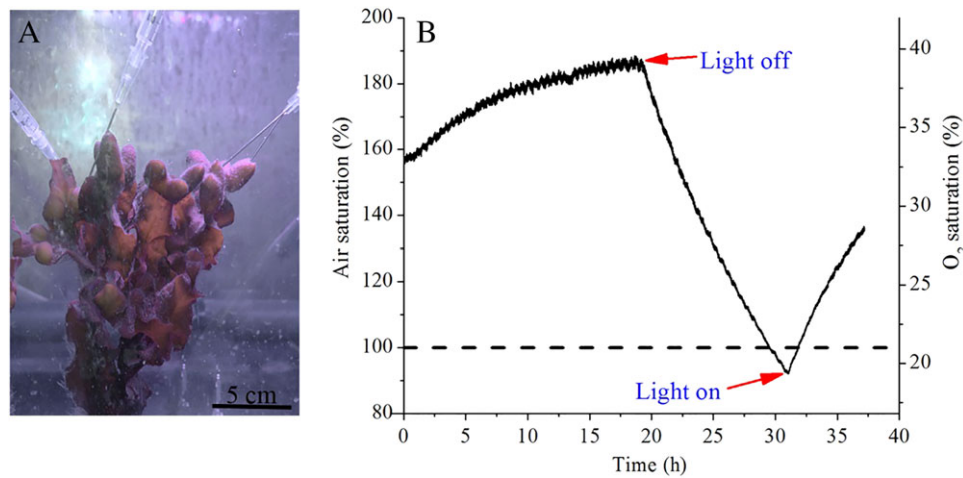 A
5 cm
B
Air saturation (%)
200
180
160
140
120
100
80
Light off
Light on
0 5 10 15 20 25 30 35 40
Time (h)
40
35
30
25
20
O2 saturation (%)